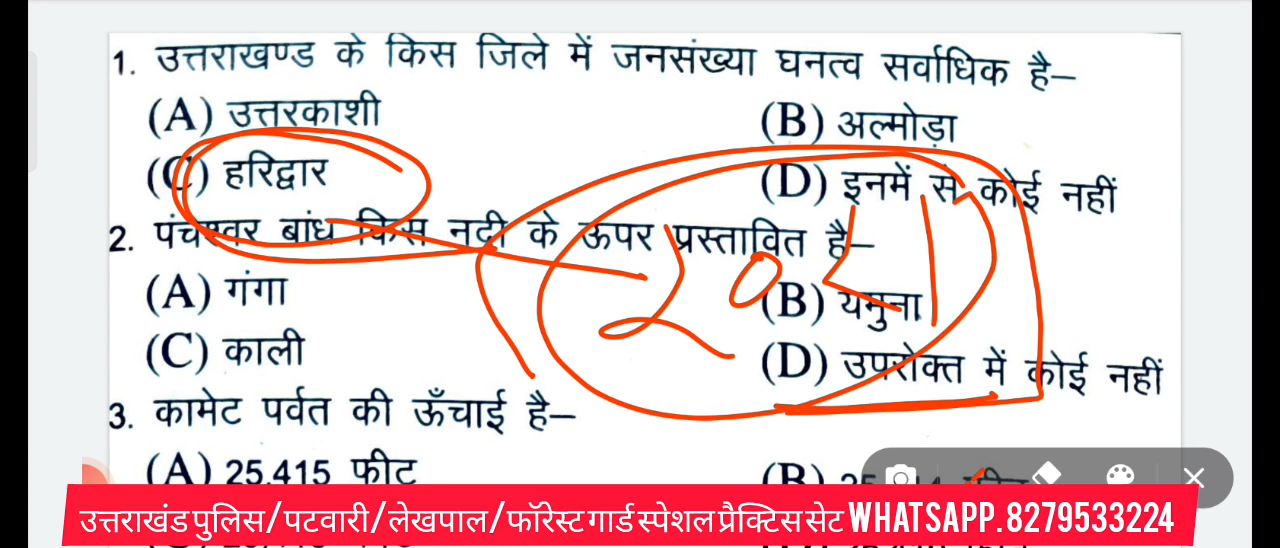 1. उत्तराखण्ड के किस जिले में जनसंख्या घनत्व सर्वाधिक है–
(A) उत्तरकाशी (B) अल्मोड़ा
(C) हरिद्वार (D) इनमें से कोई नहीं
2. पंचेश्वर बांध किस नदी के ऊपर प्रस्तावित है–
(A) गंगा (B) यमुना
(C) काली (D) उपरोक्त में कोई नहीं
3. कामेट पर्वत की ऊँचाई है–
(A) 25,415 फीट (B)
उत्तराखंड पुलिस/पटवारी/लेखपाल/फॉरेस्ट गार्ड स्पेशल प्रैक्टिस सेट WHATSAPP. 8279533224